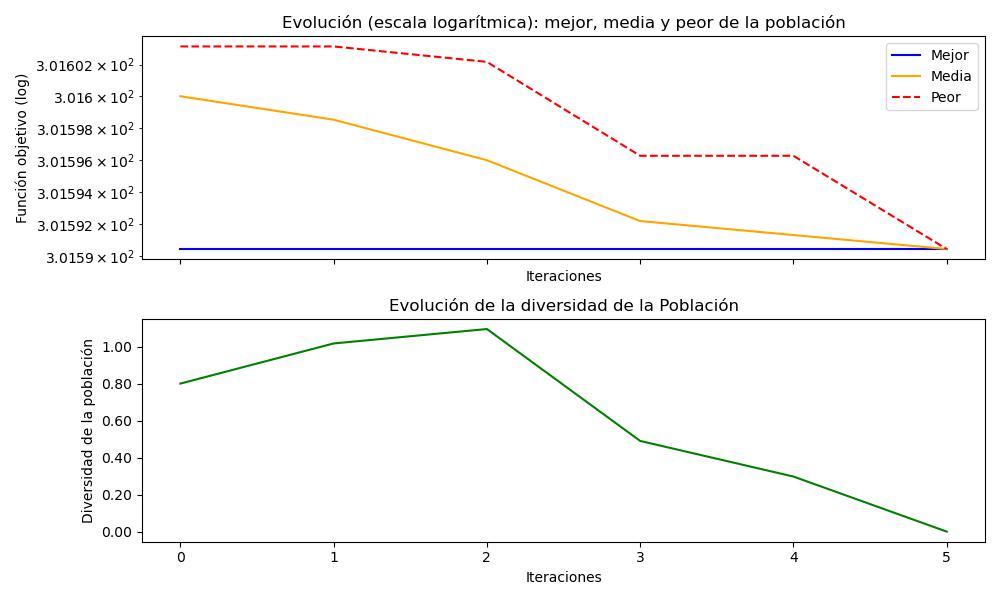 Evolución (escala logarítmica): mejor, media y peor de la población
Función objetivo (log)
3.01602 × 10²
3.016 × 10²
3.01598 × 10²
3.01596 × 10²
3.01594 × 10²
3.01592 × 10²
3.0159 × 10²
Mejor
Media
Peor
Iteraciones
Evolución de la diversidad de la Población
Diversidad de la población
1.00
0.80
0.60
0.40
0.20
0.00
0 1 2 3 4 5
Iteraciones